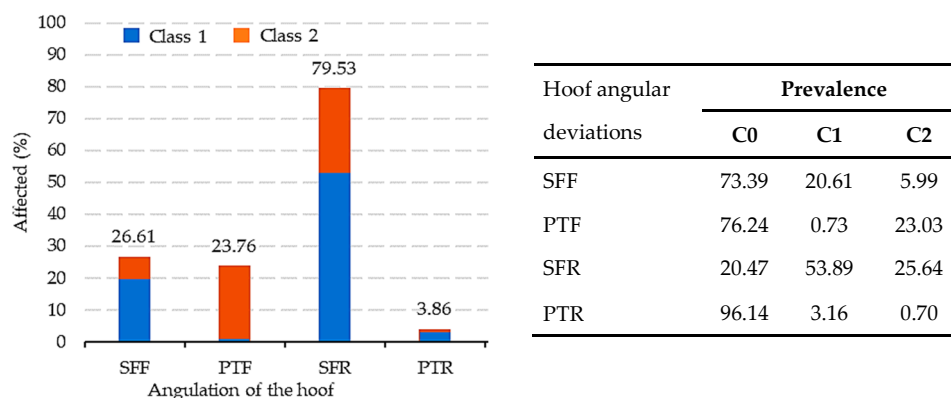 100
90
80
70
60
50
40
30
20
10
0
Affected (%)
Class 1 Class 2
26.61
23.76
79.53
3.86
SFF PTF SFR PTR
Angulation of the hoof
Hoof angular Prevalence
deviations C0 C1 C2
SFF 73.39 20.61 5.99
PTF 76.24 0.73 23.03
SFR 20.47 53.89 25.64
PTR 96.14 3.16 0.70